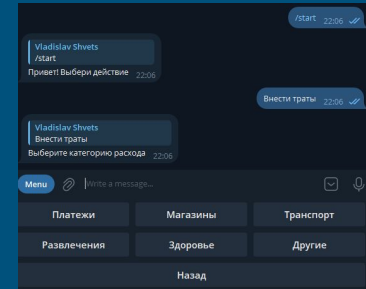 /start 22:06
Vladislav Shvets
/start
Привет! Выбери действие 22:06
Внести траты 22:06
Vladislav Shvets
Внести траты
Выберите категорию расхода 22:06
Menu Write a message...
Платежи Магазины Транспорт
Развлечения Здоровье Другие
Назад